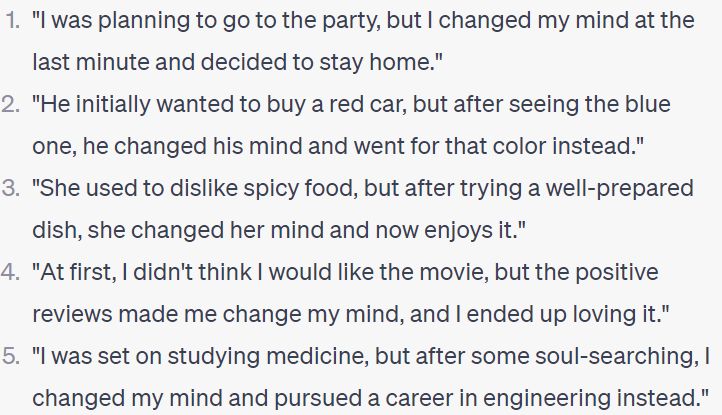 1. "I was planning to go to the party, but I changed my mind at the
last minute and decided to stay home."
2. "He initially wanted to buy a red car, but after seeing the blue
one, he changed his mind and went for that color instead."
3. "She used to dislike spicy food, but after trying a well-prepared
dish, she changed her mind and now enjoys it."
4. "At first, I didn't think I would like the movie, but the positive
reviews made me change my mind, and I ended up loving it."
5. "I was set on studying medicine, but after some soul-searching, I
changed my mind and pursued a career in engineering instead."